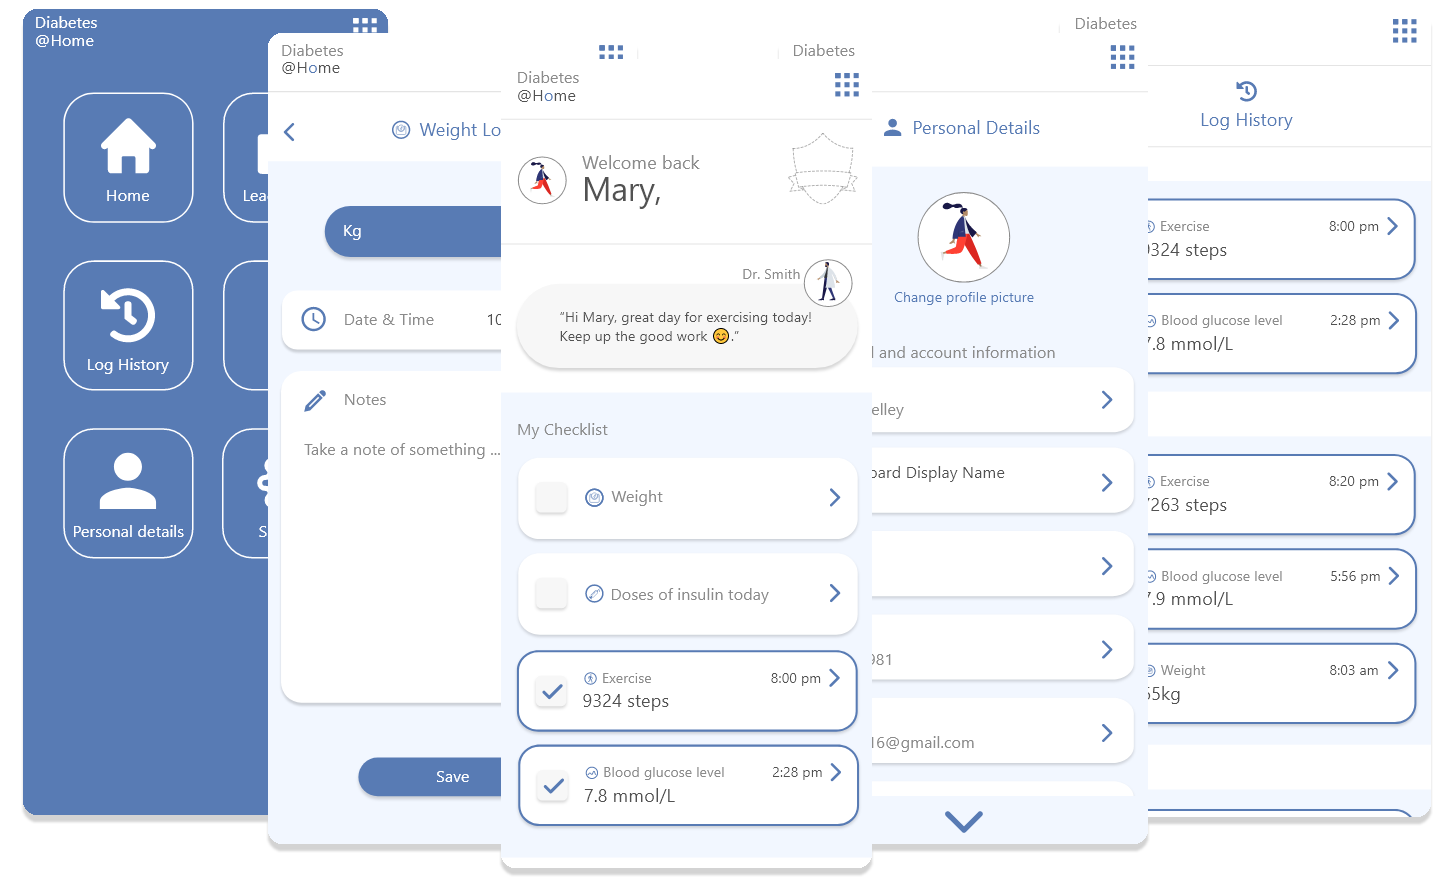 Diabetes
@Home
Home
Lea
Log History
Personal details
S
Diabetes
@Home
Weight Lo
Kg
Date & Time
10
Notes
Take a note of something ...
Save
Diabetes
@Home
Welcome back
Mary,
Dr. Smith
“Hi Mary, great day for exercising today!
Keep up the good work 😊.”
My Checklist
Weight
Doses of insulin today
Exercise
8:00 pm
9324 steps
Blood glucose level
2:28 pm
7.8 mmol/L
Diabetes
Personal Details
Change profile picture
l and account information
elley
oard Display Name
981
16@gmail.com
Diabetes
Log History
Exercise
8:00 pm
9324 steps
Blood glucose level
2:28 pm
7.8 mmol/L
Exercise
8:20 pm
7263 steps
Blood glucose level
5:56 pm
7.9 mmol/L
Weight
8:03 am
55kg